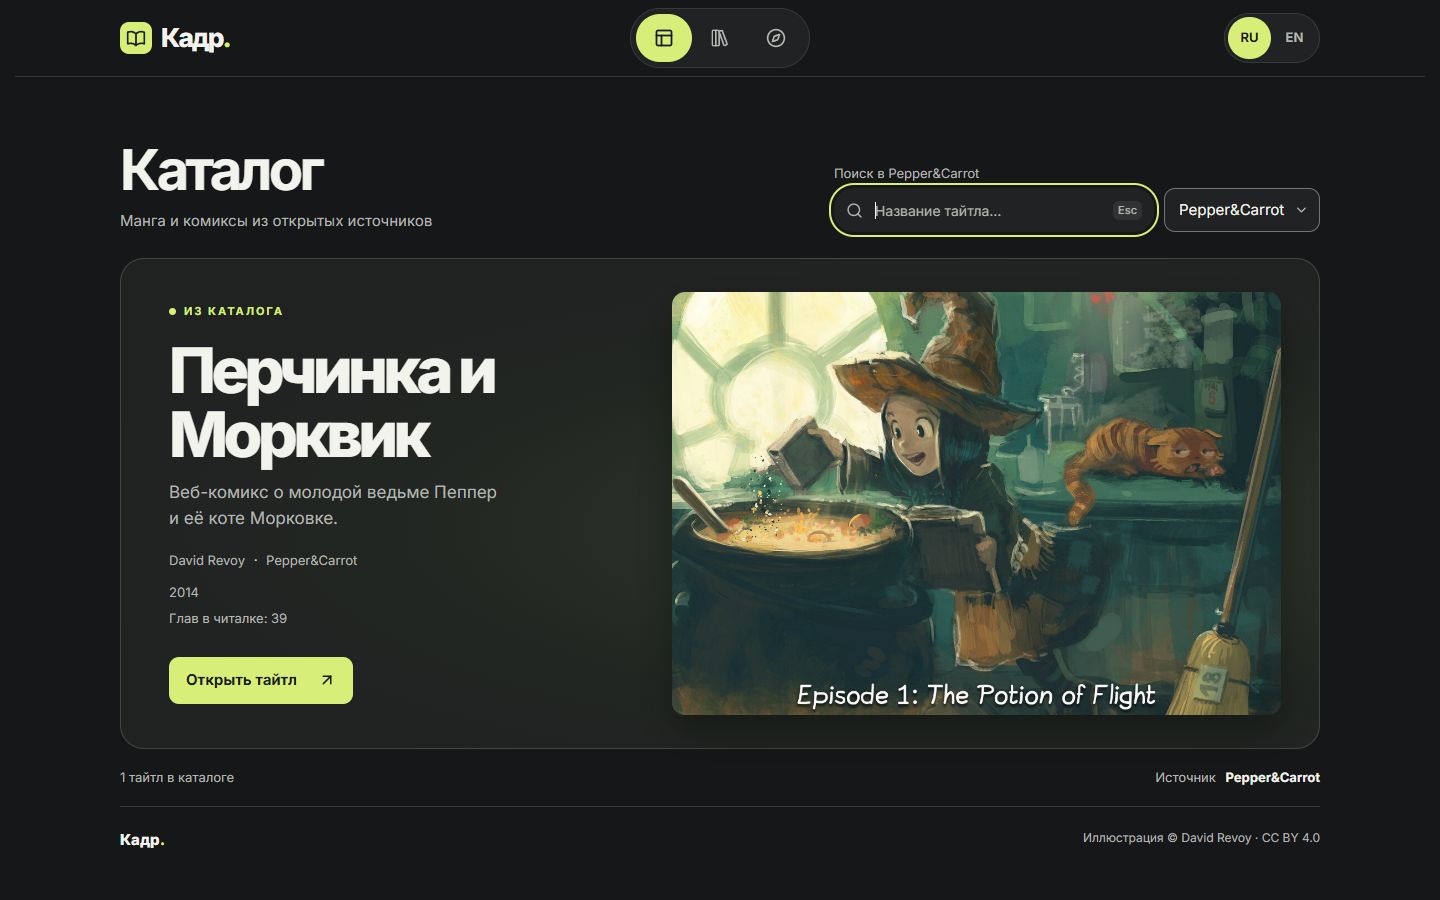 Кадр.
RU EN
Каталог
Манга и комиксы из открытых источников
Поиск в Pepper&Carrot
Название тайтла...
Esc
Pepper&Carrot
ИЗ КАТАЛОГА
Перчинка и
Морквик
Веб-комикс о молодой ведьме Пеппер
и её коте Морковке.
David Revoy · Pepper&Carrot
2014
Глав в читалке: 39
Открыть тайтл
5
18
Episode 1: The Potion of Flight
1 тайтл в каталоге
Источник Pepper&Carrot
Кадр.
Иллюстрация © David Revoy · CC BY 4.0